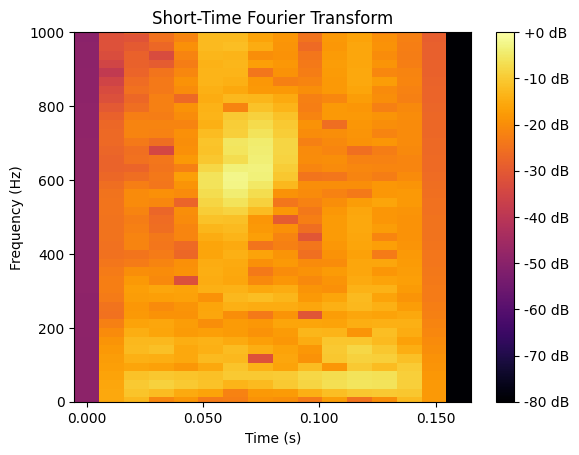 Short-Time Fourier Transform
1000
800
600
400
200
0
Frequency (Hz)
0.000
0.050
0.100
0.150
Time (s)
+0 dB
-10 dB
-20 dB
-30 dB
-40 dB
-50 dB
-60 dB
-70 dB
-80 dB